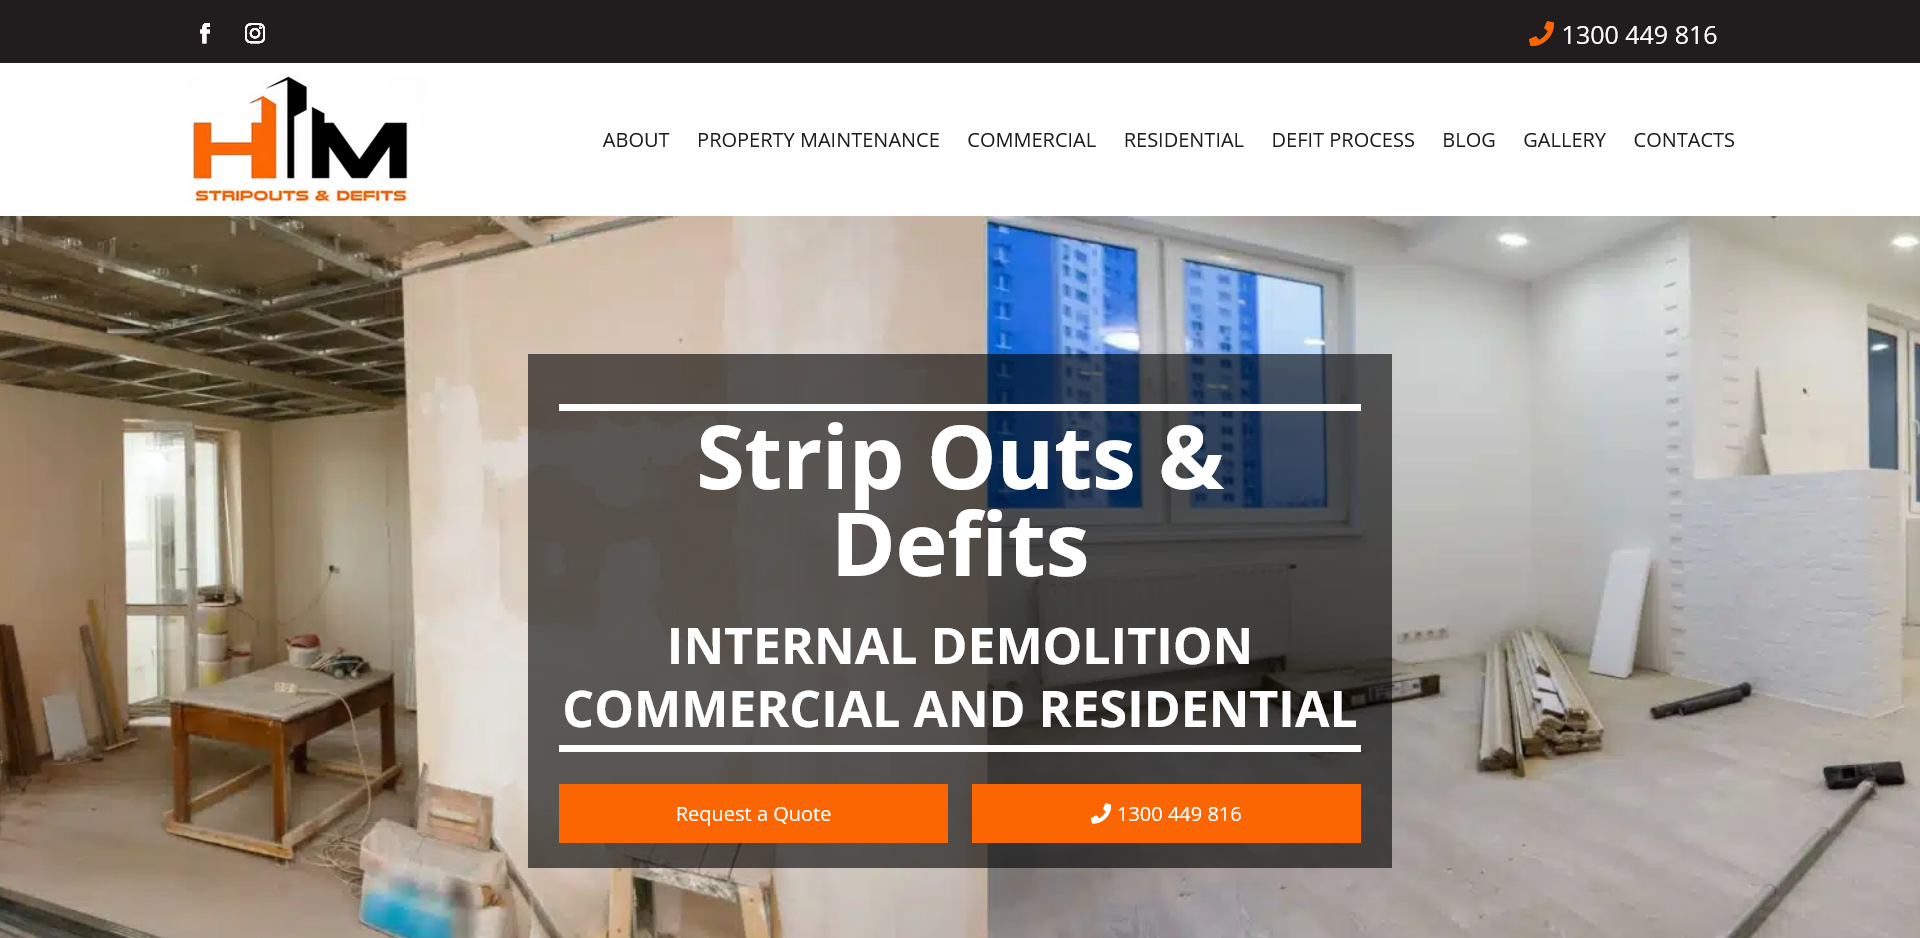 1300 449 816
HM
STRIPOUTS & DEFITS
ABOUT PROPERTY MAINTENANCE COMMERCIAL RESIDENTIAL DEFIT PROCESS BLOG GALLERY CONTACTS
Strip Outs &
Defits
INTERNAL DEMOLITION
COMMERCIAL AND RESIDENTIAL
Request a Quote
1300 449 816